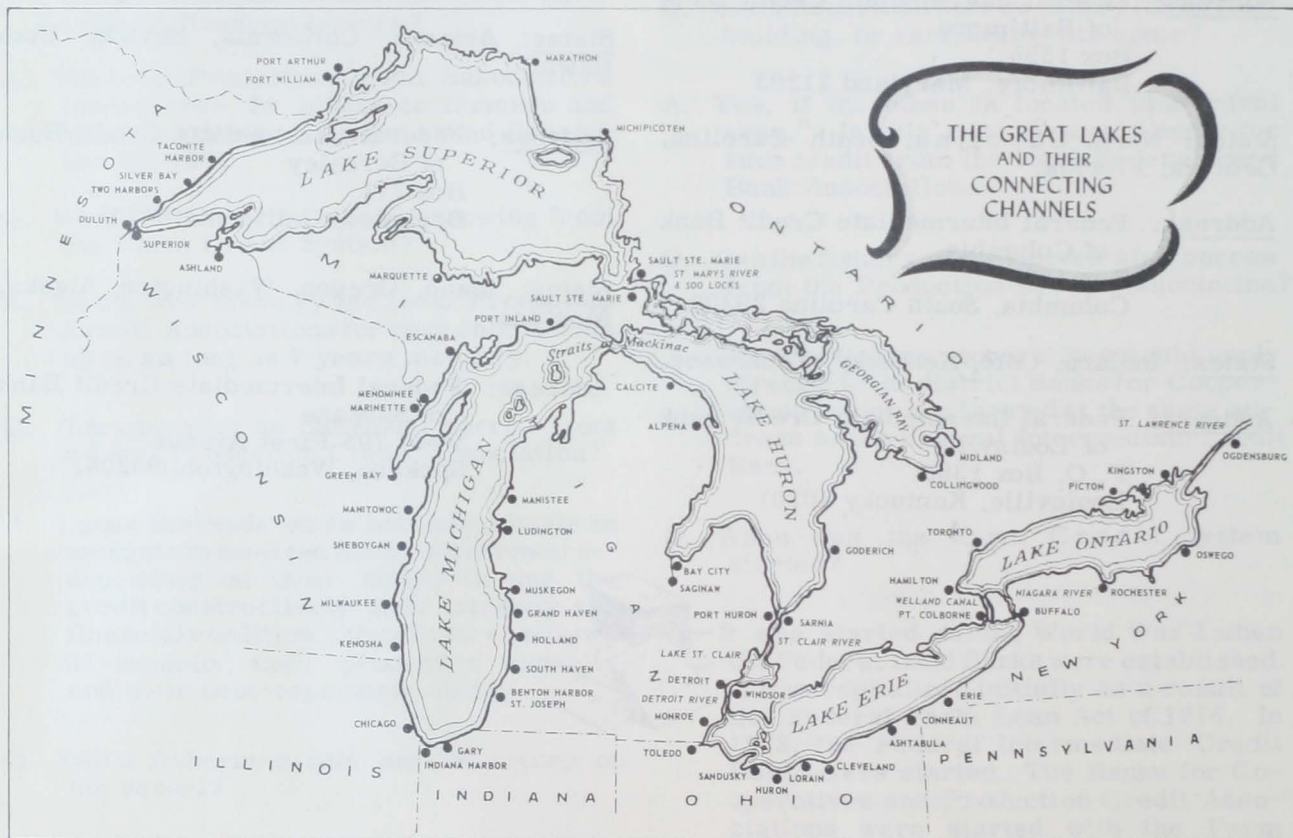 THE GREAT LAKES
AND THEIR
CONNECTING
CHANNELS
PORT ARTHUR
FORT WILLIAM
MARATHON
MICHIPICOTEN
TACONITE
HARBOR
SILVER BAY
TWO HARBORS
DULUTH
SUPERIOR
ASHLAND
LAKE SUPERIOR
MARQUETTE
SAULT STE. MARIE
ST MARYS RIVER
& SOO LOCKS
SAULT STE MARIE
PORT INLAND
ESCANABA
Straits of Mackinac
MENOMINEE
MARINETTE
GREEN BAY
MANITOWOC
SHEBOYGAN
MILWAUKEE
KENOSHA
CHICAGO
GARY
INDIANA HARBOR
LAKE MICHIGAN
MANISTEE
LUDINGTON
MUSKEGON
GRAND HAVEN
HOLLAND
SOUTH HAVEN
BENTON HARBOR
ST. JOSEPH
CALCITE
ALPENA
LAKE HURON
GEORGIAN BAY
MIDLAND
COLLINGWOOD
GODERICH
BAY CITY
SAGINAW
PORT HURON
SARNIA
ST. CLAIR RIVER
LAKE ST. CLAIR
DETROIT
DETROIT RIVER
WINDSOR
MONROE
TOLEDO
SANDUSKY
HURON
LORAIN
CLEVELAND
ASHTABULA
CONNEAUT
ERIE
LAKE ERIE
BUFFALO
NIAGARA RIVER
WELLAND CANAL
PT. COLBORNE
HAMILTON
TORONTO
LAKE ONTARIO
ROCHESTER
OSWEGO
PICTON
KINGSTON
ST. LAWRENCE RIVER
OGDENSBURG
MINNESOTA
WISCONSIN
MICHIGAN
ONTARIO
ILLINOIS
INDIANA
OHIO
PENNSYLVANIA
NEW YORK